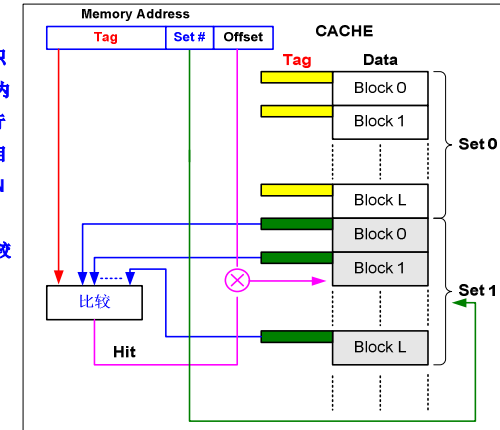 Memory Address
Tag Set # Offset
CACHE
Tag Data
Block 0
Block 1
Set 0
Block L
Block 0
Block 1
Set 1
比较
Hit
Block L